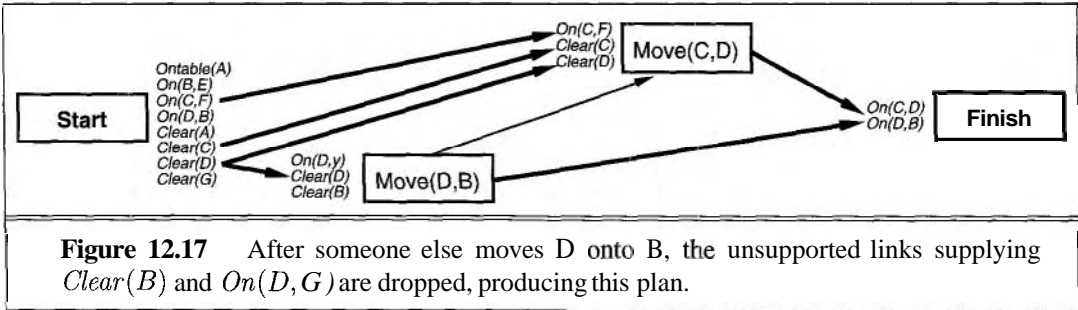 On(C,F)
Clear(C)
Clear(D)
Move(C,D)
Ontable(A)
On(B,E)
On(C,F)
On(D,B)
Clear(A)
Clear(C)
Clear(D)
Clear(G)
Start
On(D,y)
Clear(D)
Clear(B)
Move(D,B)
On(C,D)
On(D,B)
Finish
Figure 12.17 After someone else moves D onto B, the unsupported links supplying
Clear(B) and On(D,G) are dropped, producing this plan.